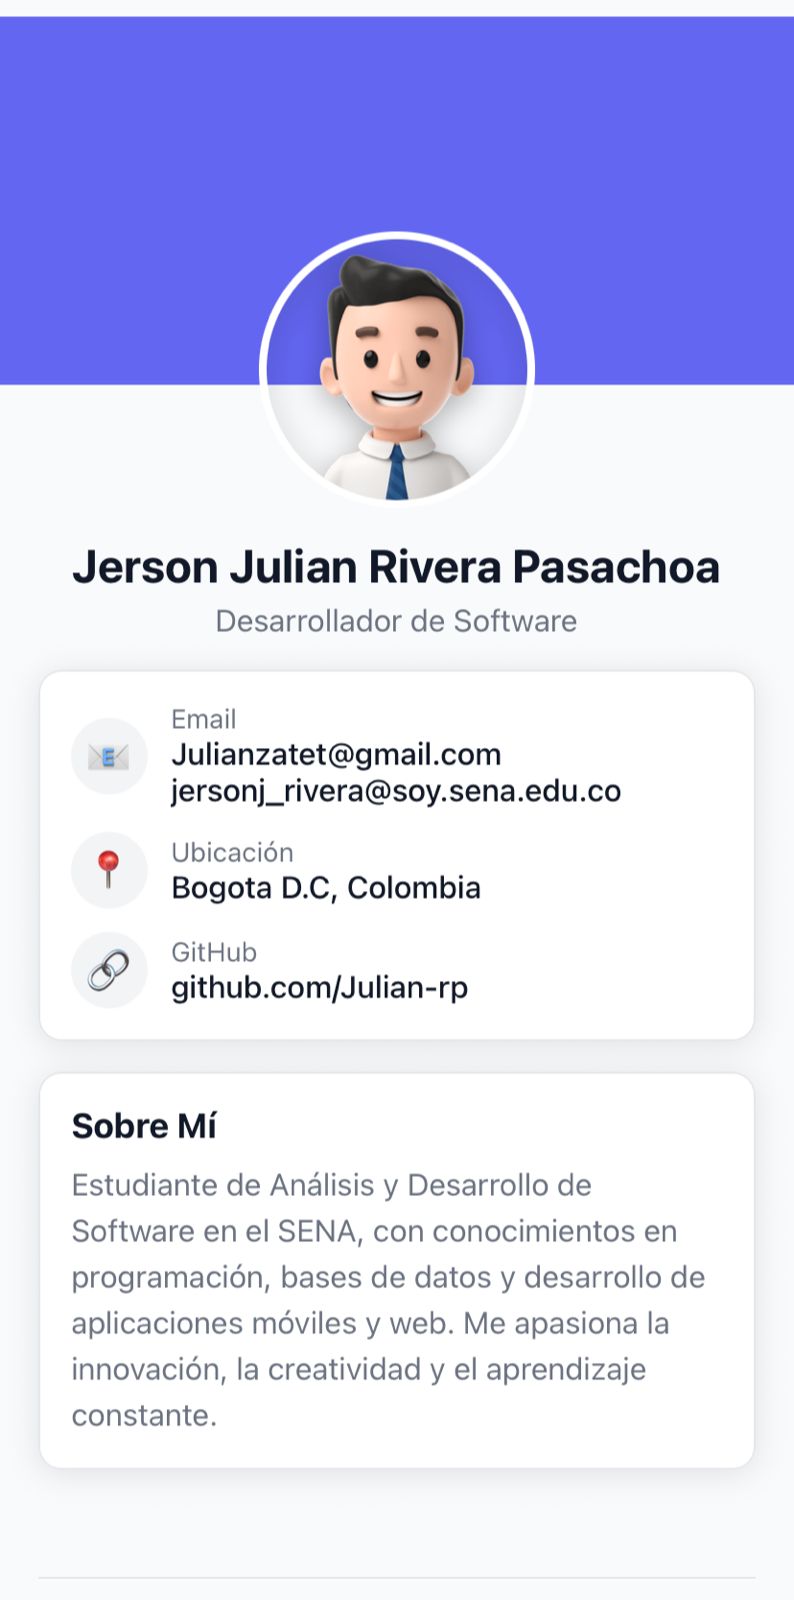 Jerson Julian Rivera Pasachoa
Desarrollador de Software
Email
Julianzatet@gmail.com
jersonj_rivera@soy.sena.edu.co
Ubicación
Bogota D.C, Colombia
GitHub
github.com/Julian-rp
Sobre Mí
Estudiante de Análisis y Desarrollo de
Software en el SENA, con conocimientos en
programación, bases de datos y desarrollo de
aplicaciones móviles y web. Me apasiona la
innovación, la creatividad y el aprendizaje
constante.